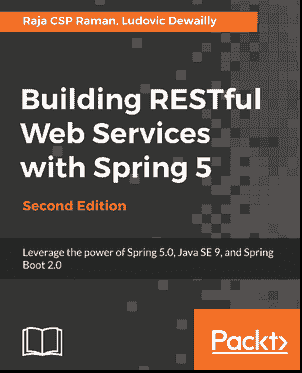 Raja CSP Raman, Ludovic Dewailly
Building RESTful
Web Services
with Spring 5
Second Edition
Leverage the power of Spring 5.0, Java SE 9, and Spring
Boot 2.0
Packt>